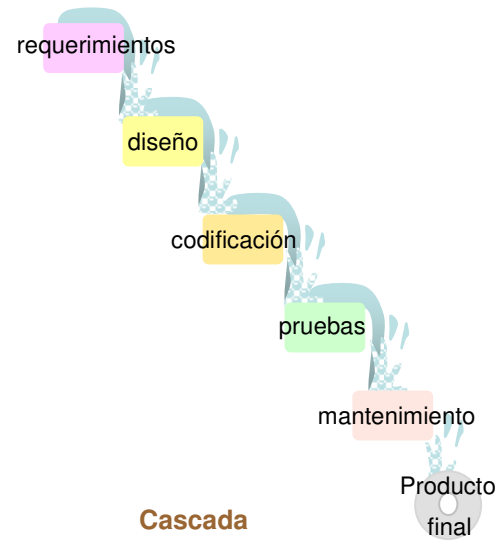 requerimientos
diseño
codificación
pruebas
mantenimiento
Producto
final
Cascada